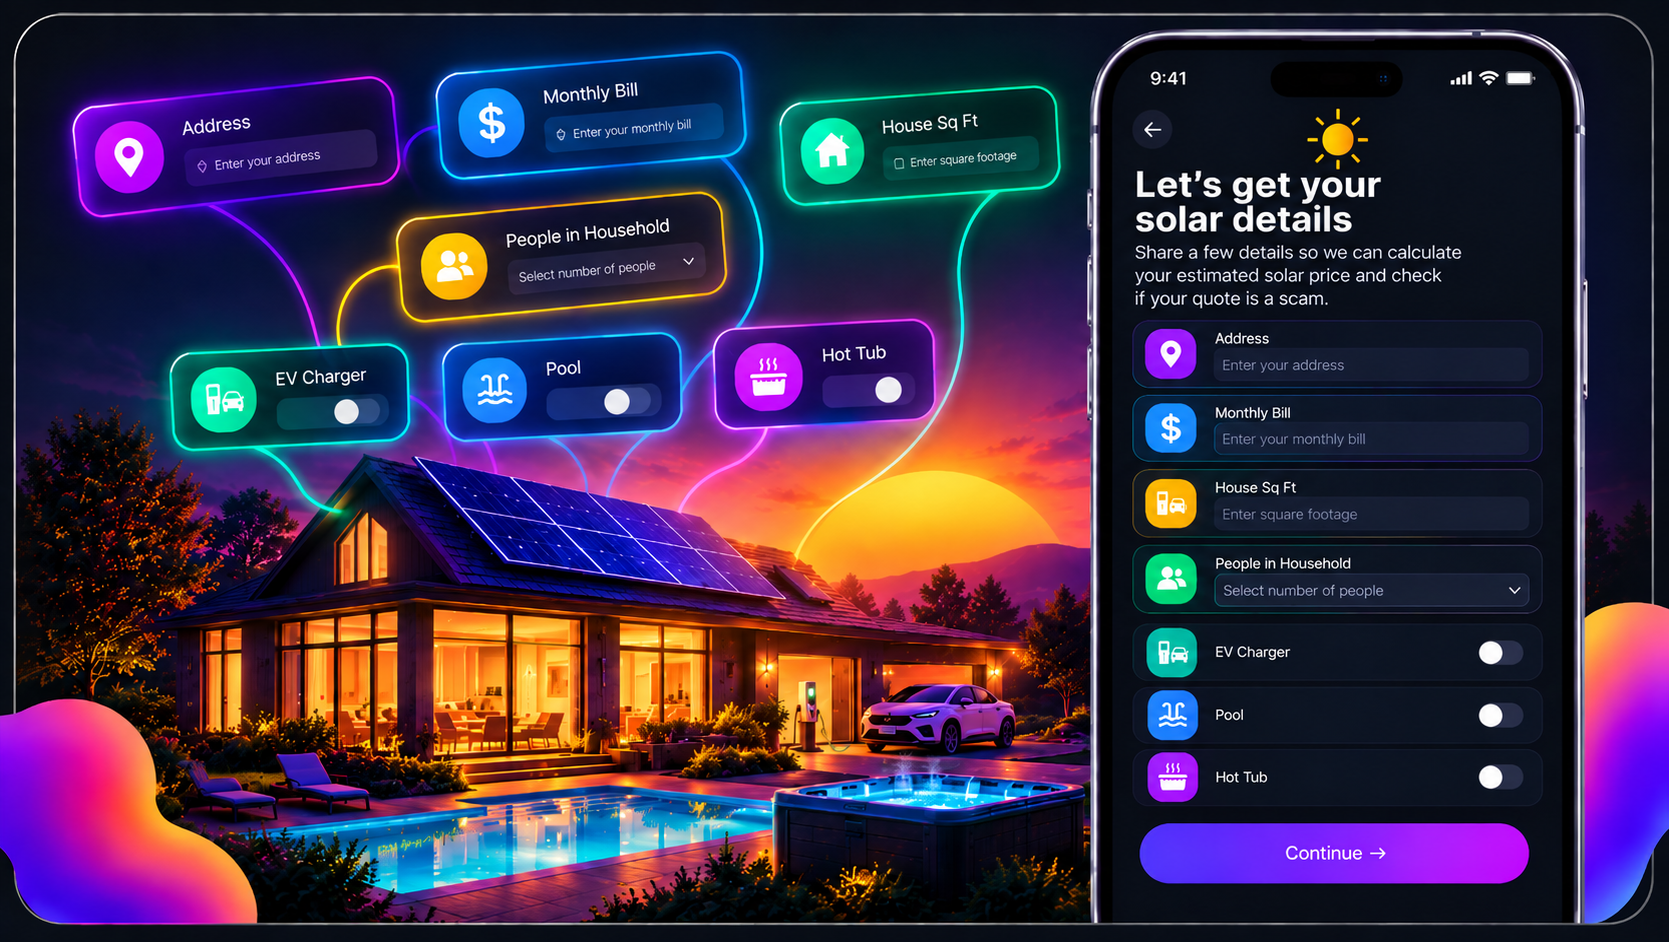 Address
Enter your address
Monthly Bill
Enter your monthly bill
House Sq Ft
Enter square footage
People in Household
Select number of people
EV Charger
Pool
Hot Tub
9:41
Let's get your
solar details
Share a few details so we can calculate
your estimated solar price and check
if your quote is a scam.
Address
Enter your address
Monthly Bill
Enter your monthly bill
House Sq Ft
Enter square footage
People in Household
Select number of people
EV Charger
Pool
Hot Tub
Continue →